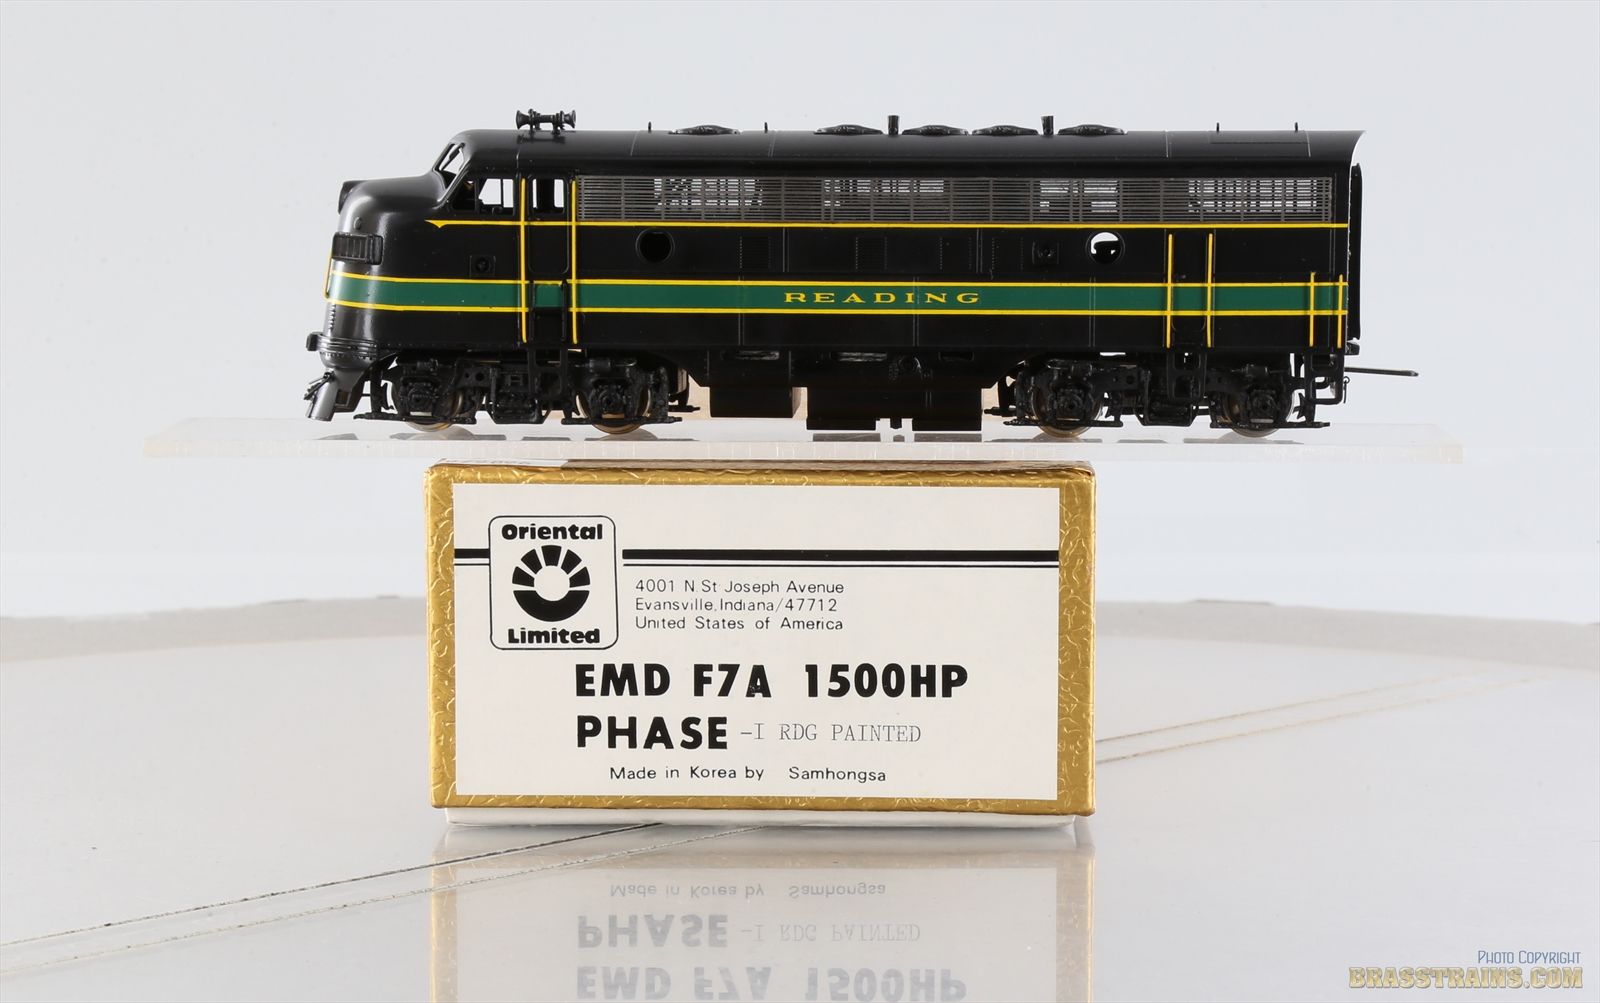 READING
Oriental
Limited
4001 N. St. Joseph Avenue
Evansville, Indiana/47712
United States of America
EMD F7A 1500HP
PHASE -I RDG PAINTED
Made in Korea by Samhongsa
PHOTO COPYRIGHT
BRASSTRAINS.COM